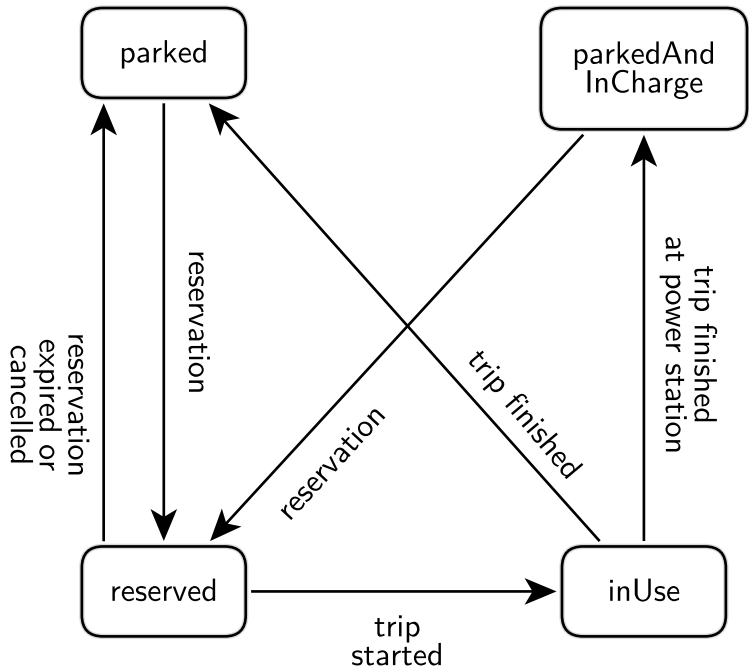 parked
parkedAnd
InCharge
reservation
expired or
cancelled
reservation
reservation
trip finished
trip finished
at power station
reserved
trip
started
inUse